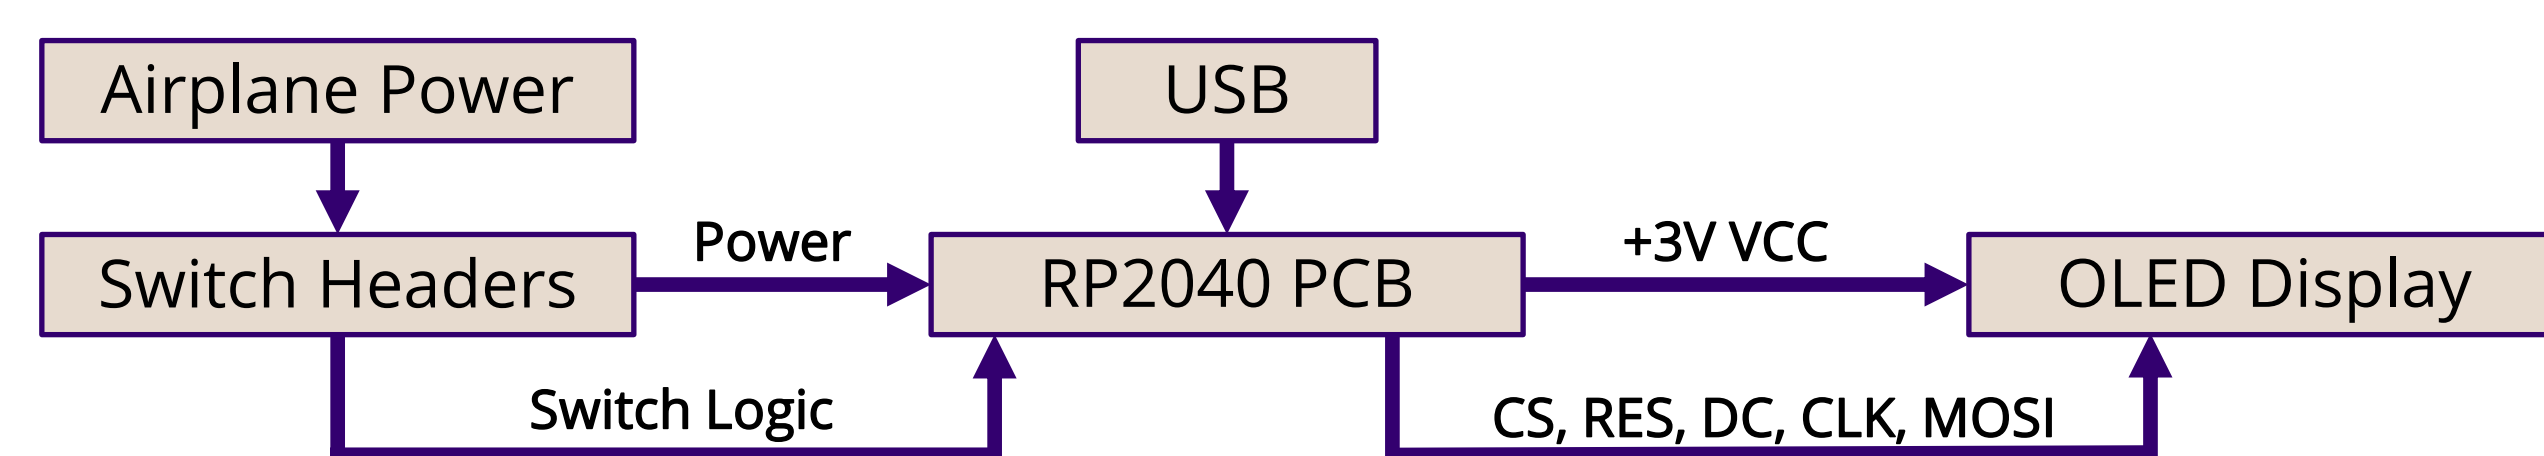 Airplane Power
USB
Switch Headers
Power
RP2040 PCB
+3V VCC
OLED Display
Switch Logic
CS, RES, DC, CLK, MOSI